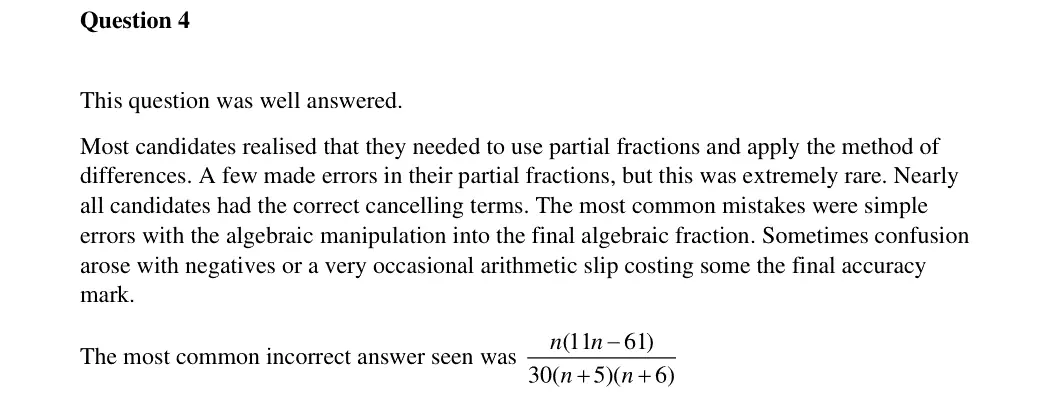 Question 4
This question was well answered.
Most candidates realised that they needed to use partial fractions and apply the method of
differences. A few made errors in their partial fractions, but this was extremely rare. Nearly
all candidates had the correct cancelling terms. The most common mistakes were simple
errors with the algebraic manipulation into the final algebraic fraction. Sometimes confusion
arose with negatives or a very occasional arithmetic slip costing some the final accuracy
mark.
The most common incorrect answer seen was n(11n−61)
30(n+5)(n+6)